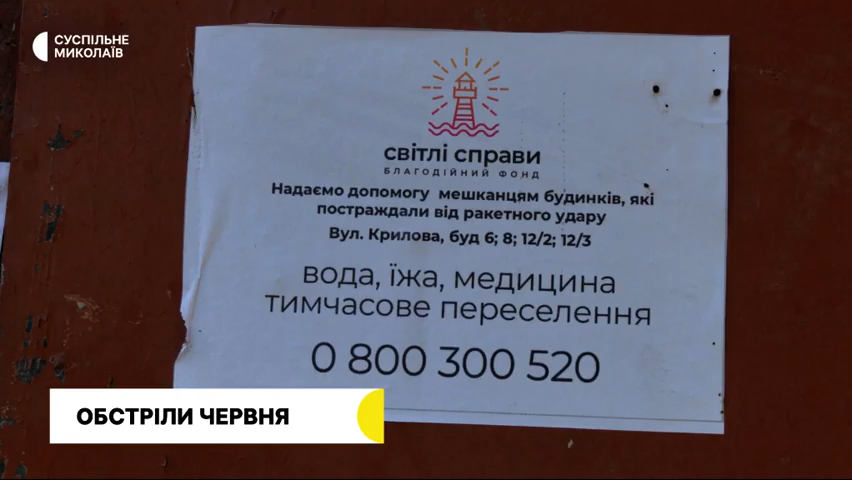 СУСПІЛЬНЕ
МИКОЛАЇВ
світлі справи
БЛАГОДІЙНИЙ ФОНД
Надаємо допомогу мешканцям будинків, які
постраждали від ракетного удару
Вул. Крилова, буд 6; 8; 12/2; 12/3
вода, їжа, медицина
тимчасове переселення
0 800 300 520
ОБСТРІЛИ ЧЕРВНЯ